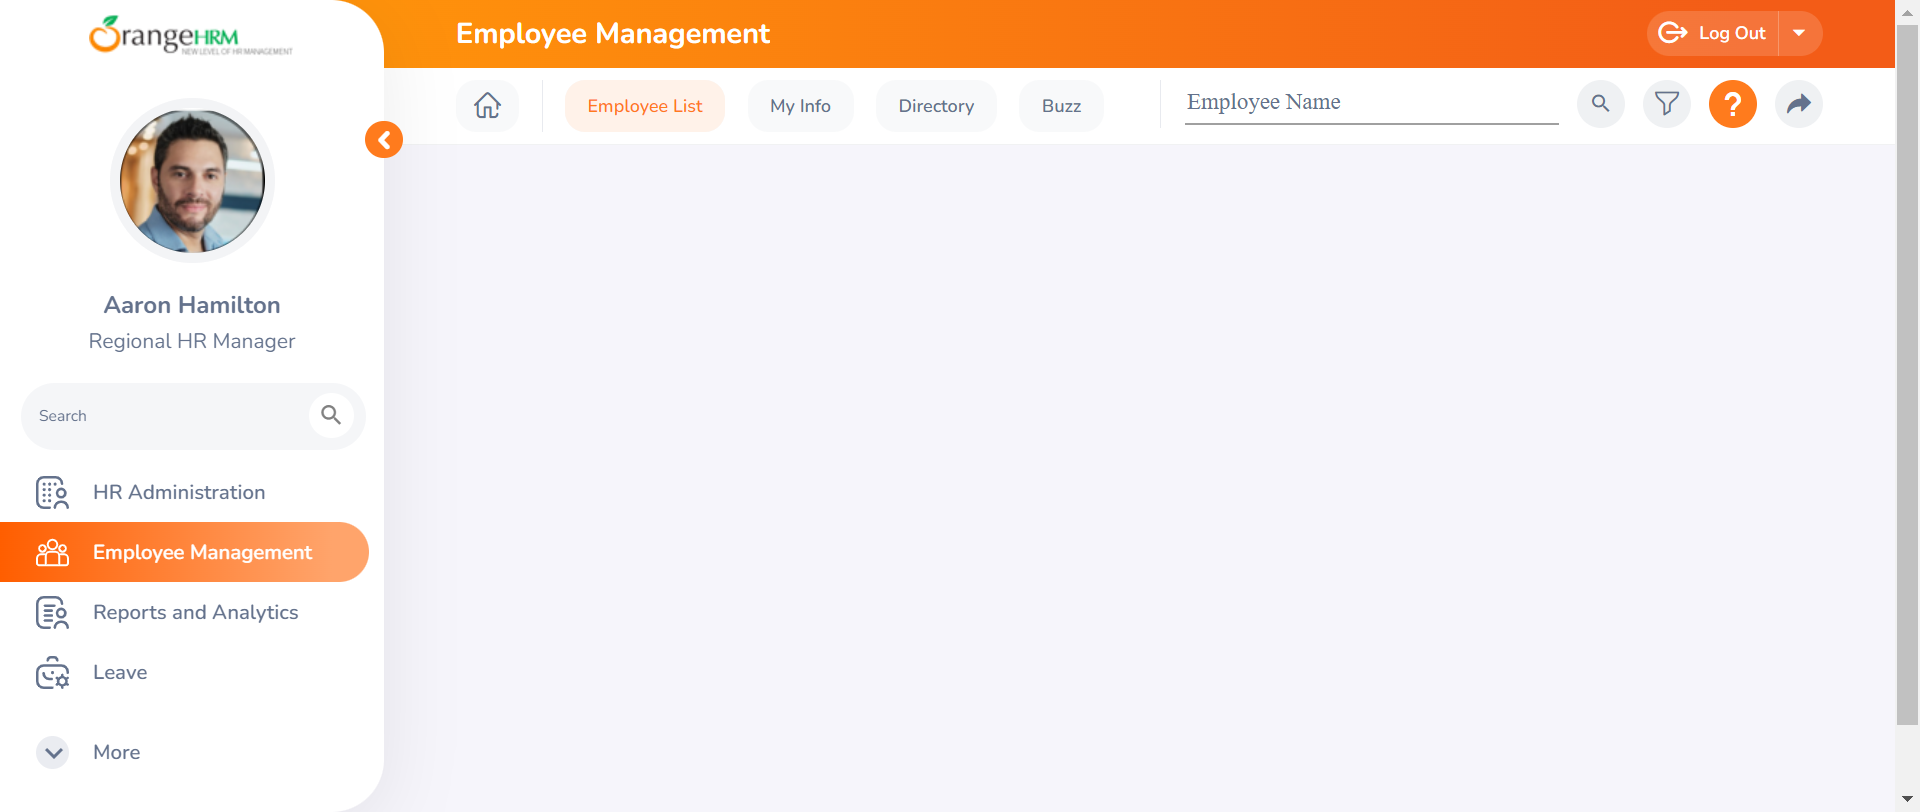 OrangeHRM
NEW LEVEL OF HR MANAGEMENT
Aaron Hamilton
Regional HR Manager
Search
HR Administration
Employee Management
Reports and Analytics
Leave
More
Employee Management
Log Out
Employee List
My Info
Directory
Buzz
Employee Name
?